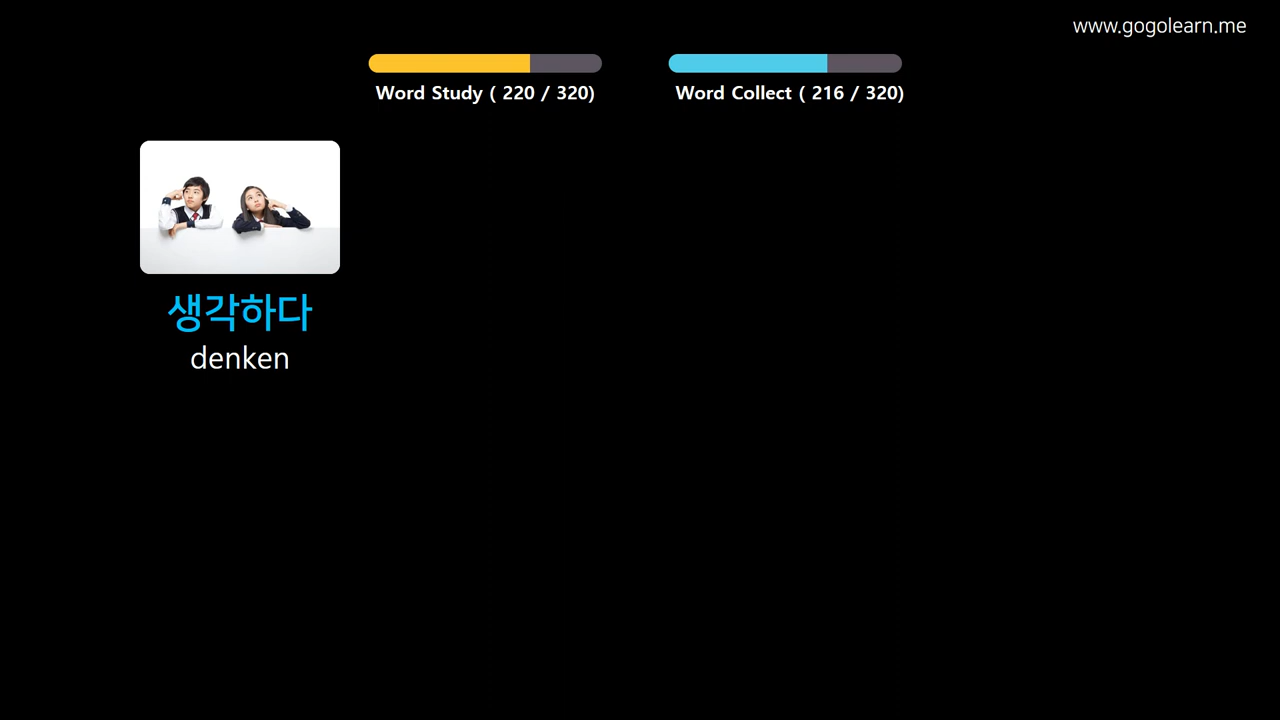 www.gogolearn.me
Word Study ( 220 / 320)
Word Collect ( 216 / 320)
생각하다
denken